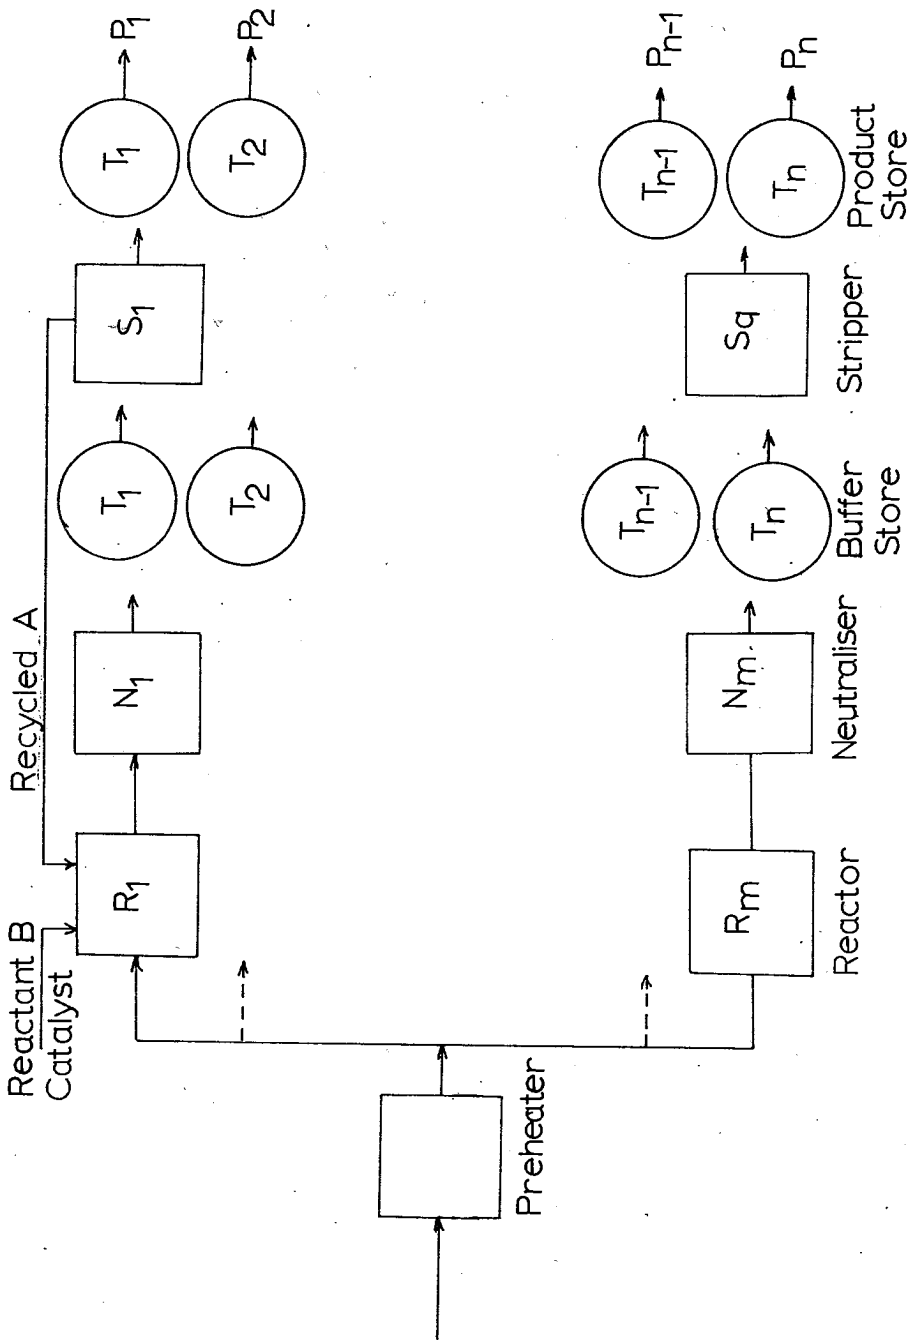 Reactant B
Catalyst
Recycled A
R1
N1
T1
S1
T1
P1
T2
T2
P2
Preheater
Tn-1
Tn-1
Pn-1
Rm
Nm
Tn
Sq
Tn
Pn
Reactor
Neutraliser
Buffer
Store
Stripper
Product
Store